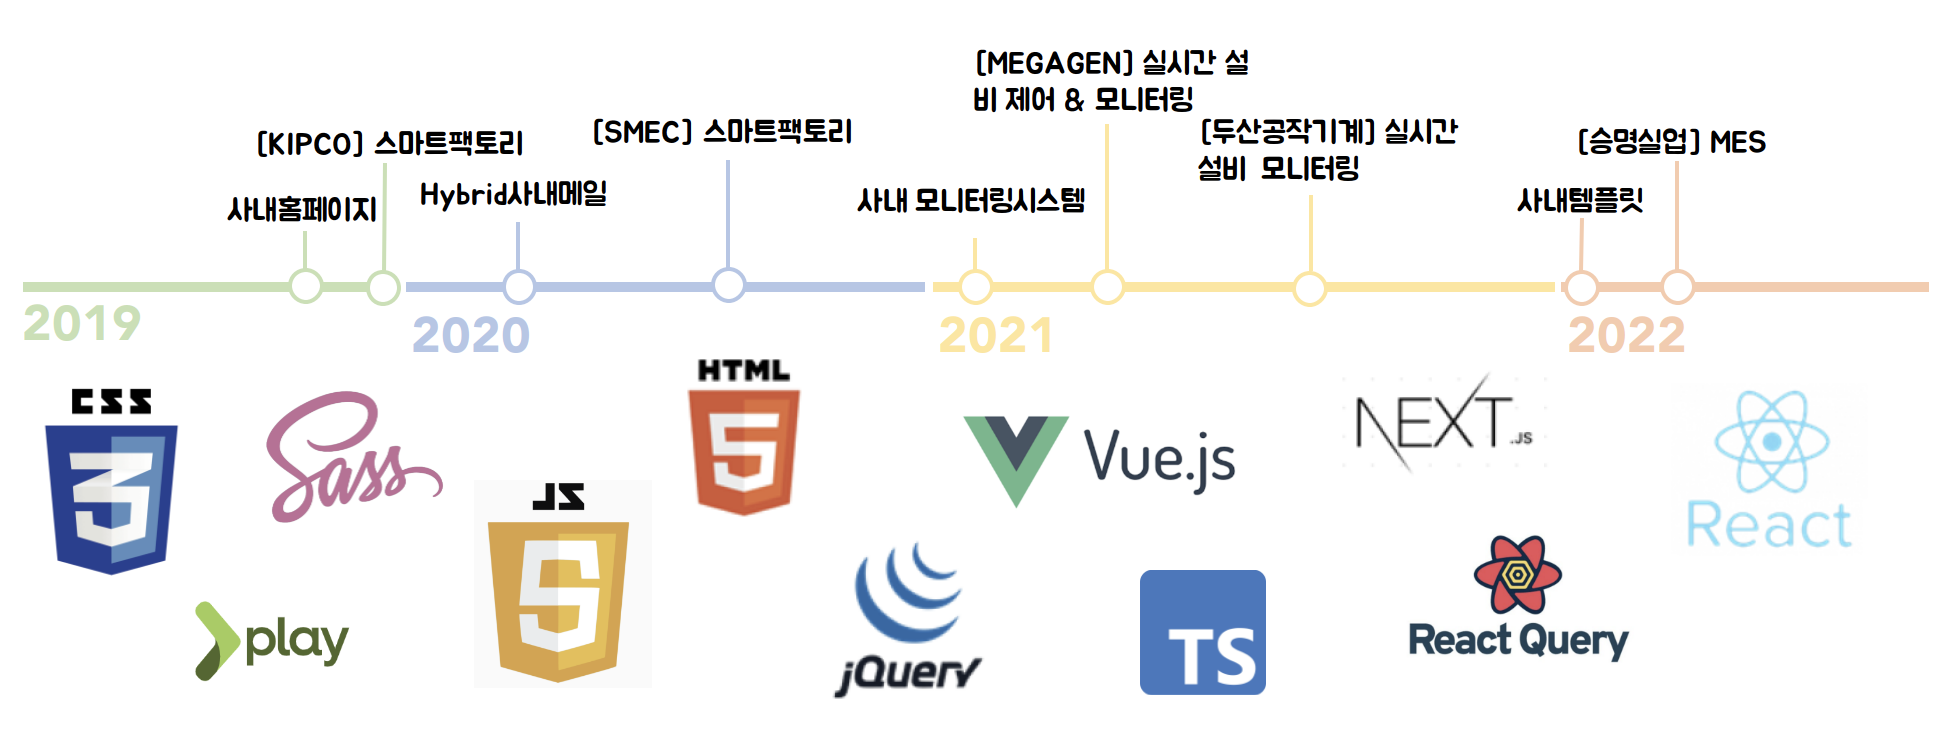 [MEGAGEN] 실시간 설
비 제어 & 모니터링
[KIPCO] 스마트팩토리
[SMEC] 스마트팩토리
[두산공작기계] 실시간
설비 모니터링
[승명실업] MES
사내홈페이지
Hybrid사내메일
사내 모니터링시스템
사내템플릿
2019
2020
2021
2022
CSS
3
Sass
JS
HTML
5
Vue.js
NEXT.JS
React
play
jQuery
TS
React Query